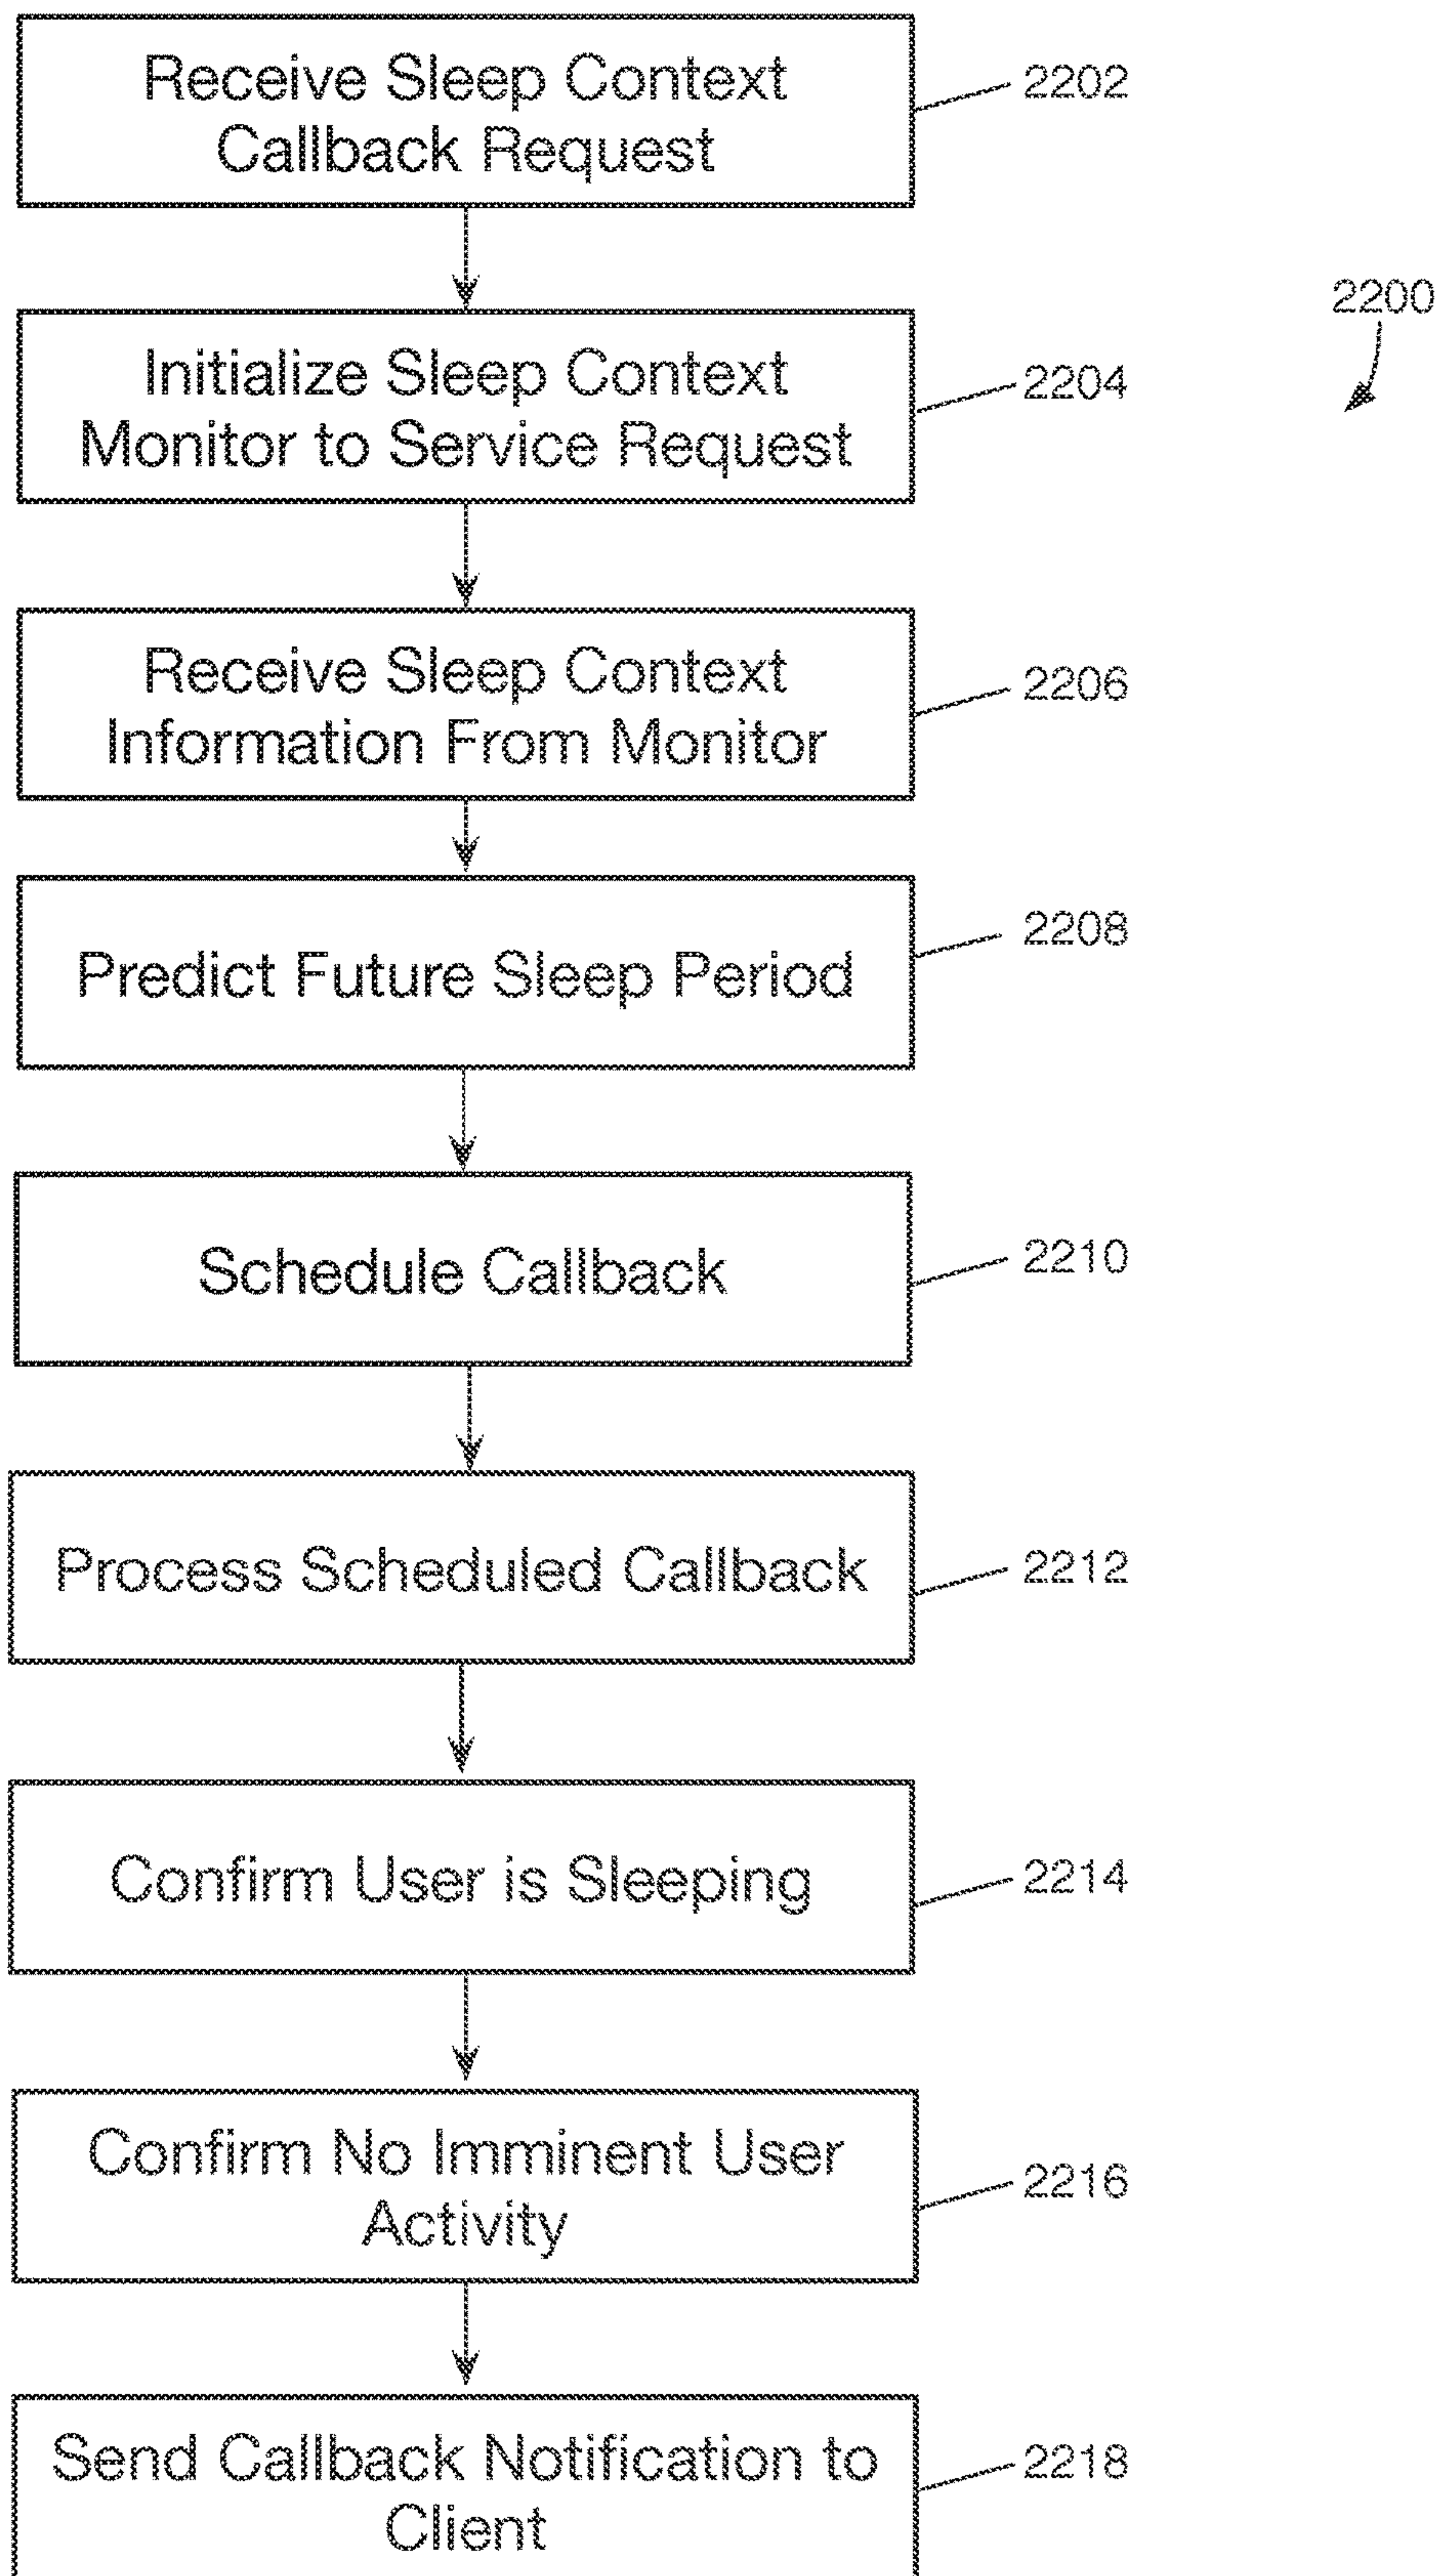 Receive Sleep Context
Callback Request
2202
2200
Initialize Sleep Context
Monitor to Service Request
2204
Receive Sleep Context
Information From Monitor
2206
Predict Future Sleep Period
2208
Schedule Callback
2210
Process Scheduled Callback
2212
Confirm User is Sleeping
2214
Confirm No Imminent User
Activity
2216
Send Callback Notification to
Client
2218